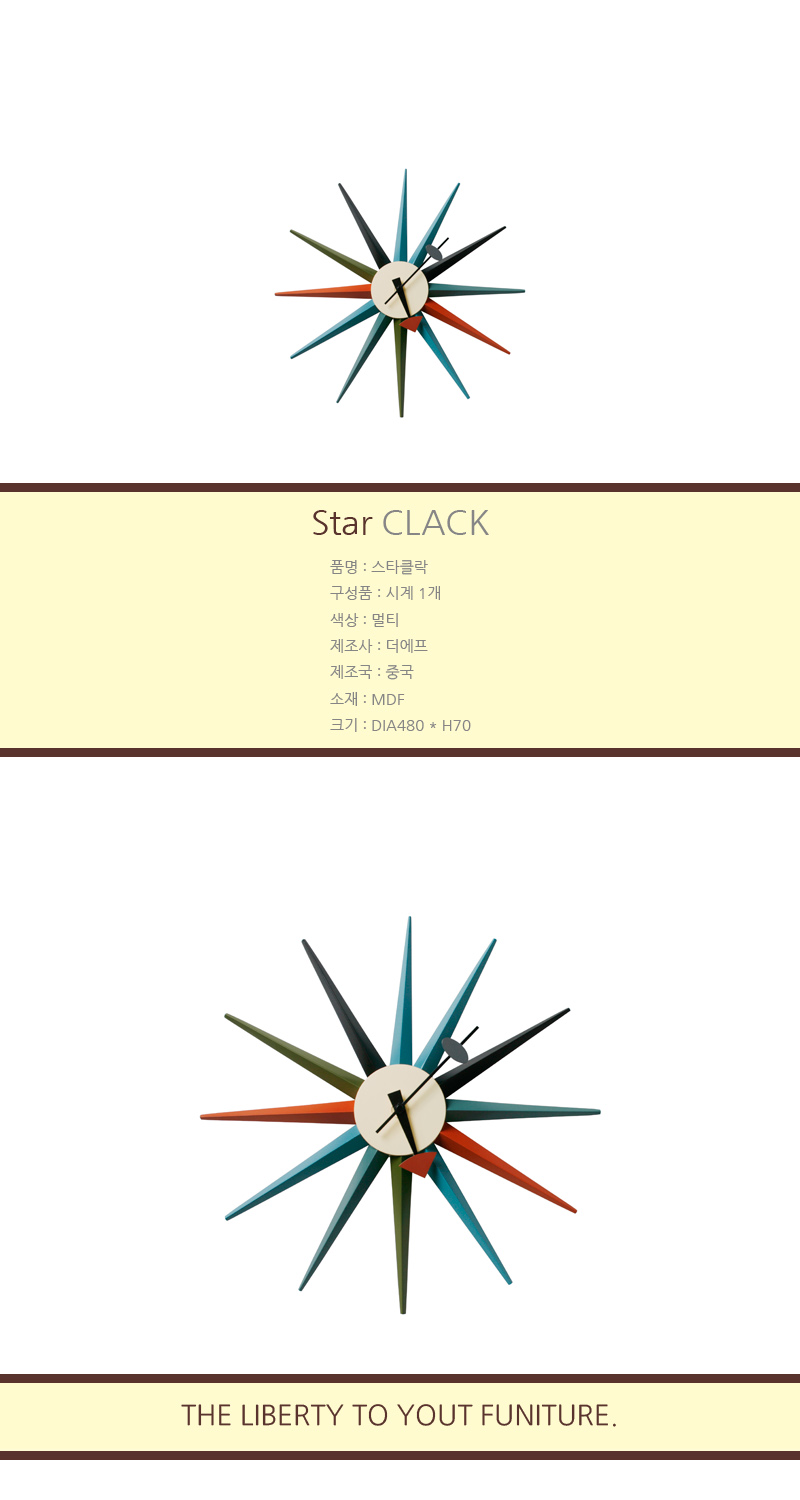 Star CLACK
품명 : 스타클락
구성품 : 시계 1개
색상 : 멀티
제조사 : 더에프
제조국 : 중국
소재 : MDF
크기 : DIA480 * H70
THE LIBERTY TO YOUT FUNITURE.